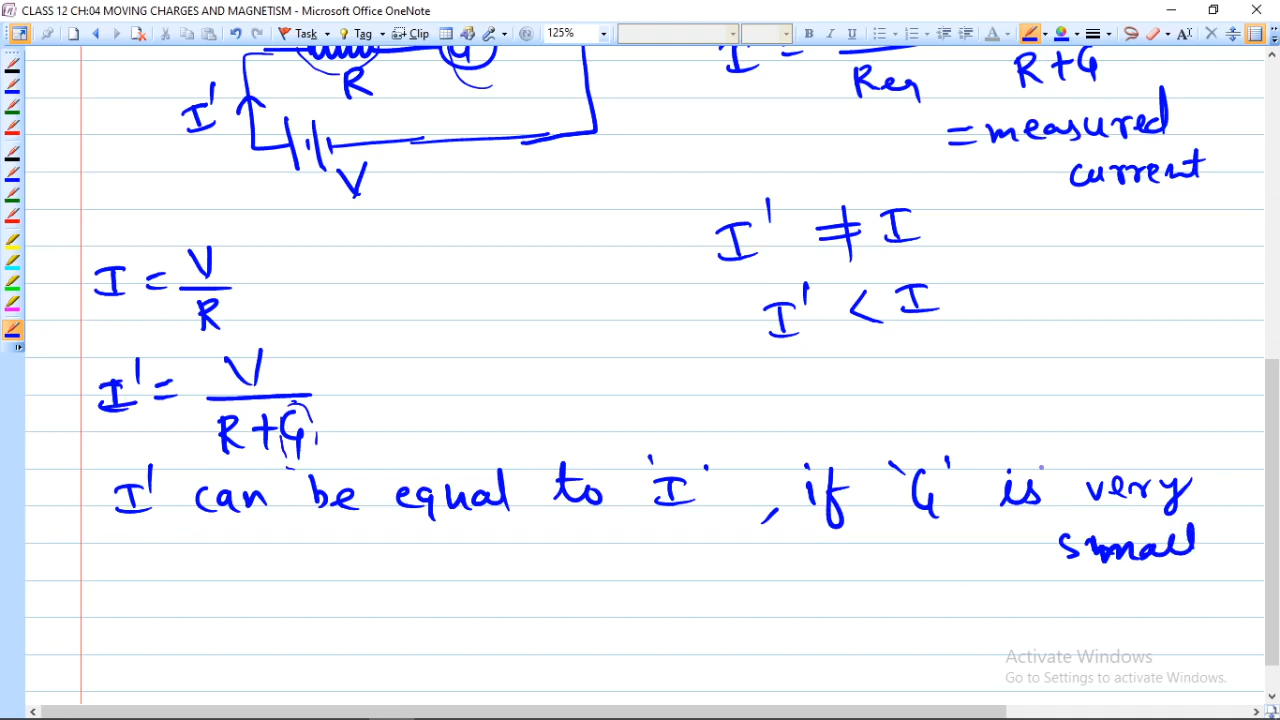 CLASS 12 CH:04 MOVING CHARGES AND MAGNETISM - Microsoft Office OneNote
Task Tag Clip 125% B I U A
R
I'
V
Req R+G
= measured
current
I' ≠ I
I' < I
I = V/R
I' = V/(R+G)
I' can be equal to 'I', if 'G' is very
small
Activate Windows
Go to Settings to activate Windows.